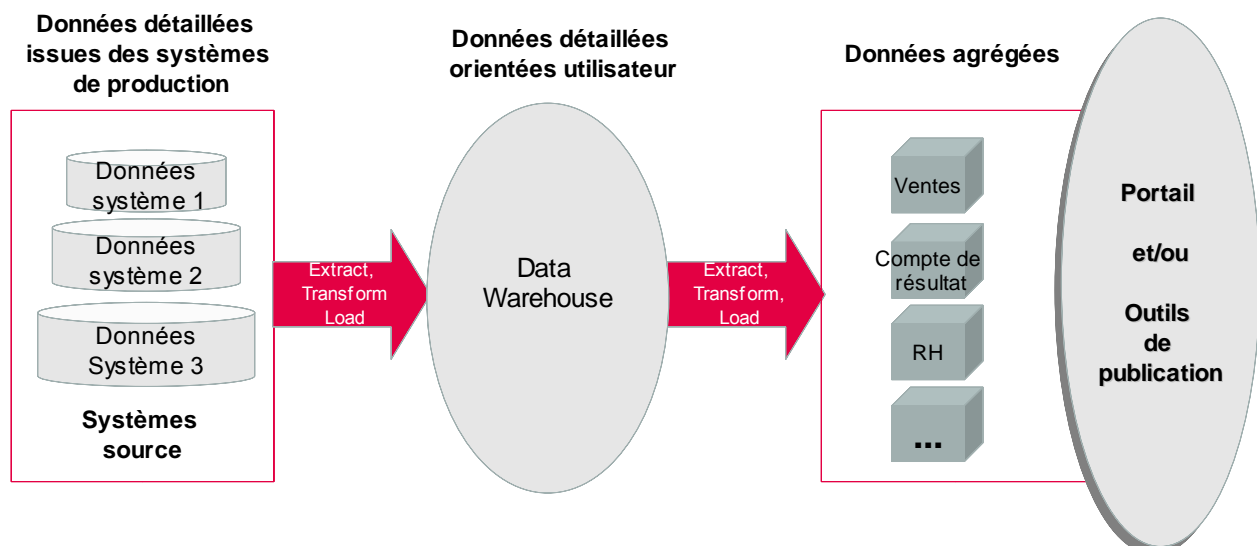 Données détaillées
issues des systèmes
de production
Données
système 1
Données
système 2
Données
Système 3
Systèmes
source
Extract,
Transform
Load
Données détaillées
orientées utilisateur
Data
Warehouse
Extract,
Transform,
Load
Données agrégées
Ventes
Compte de
résultat
RH
...
Portail
et/ou
Outils
de
publication